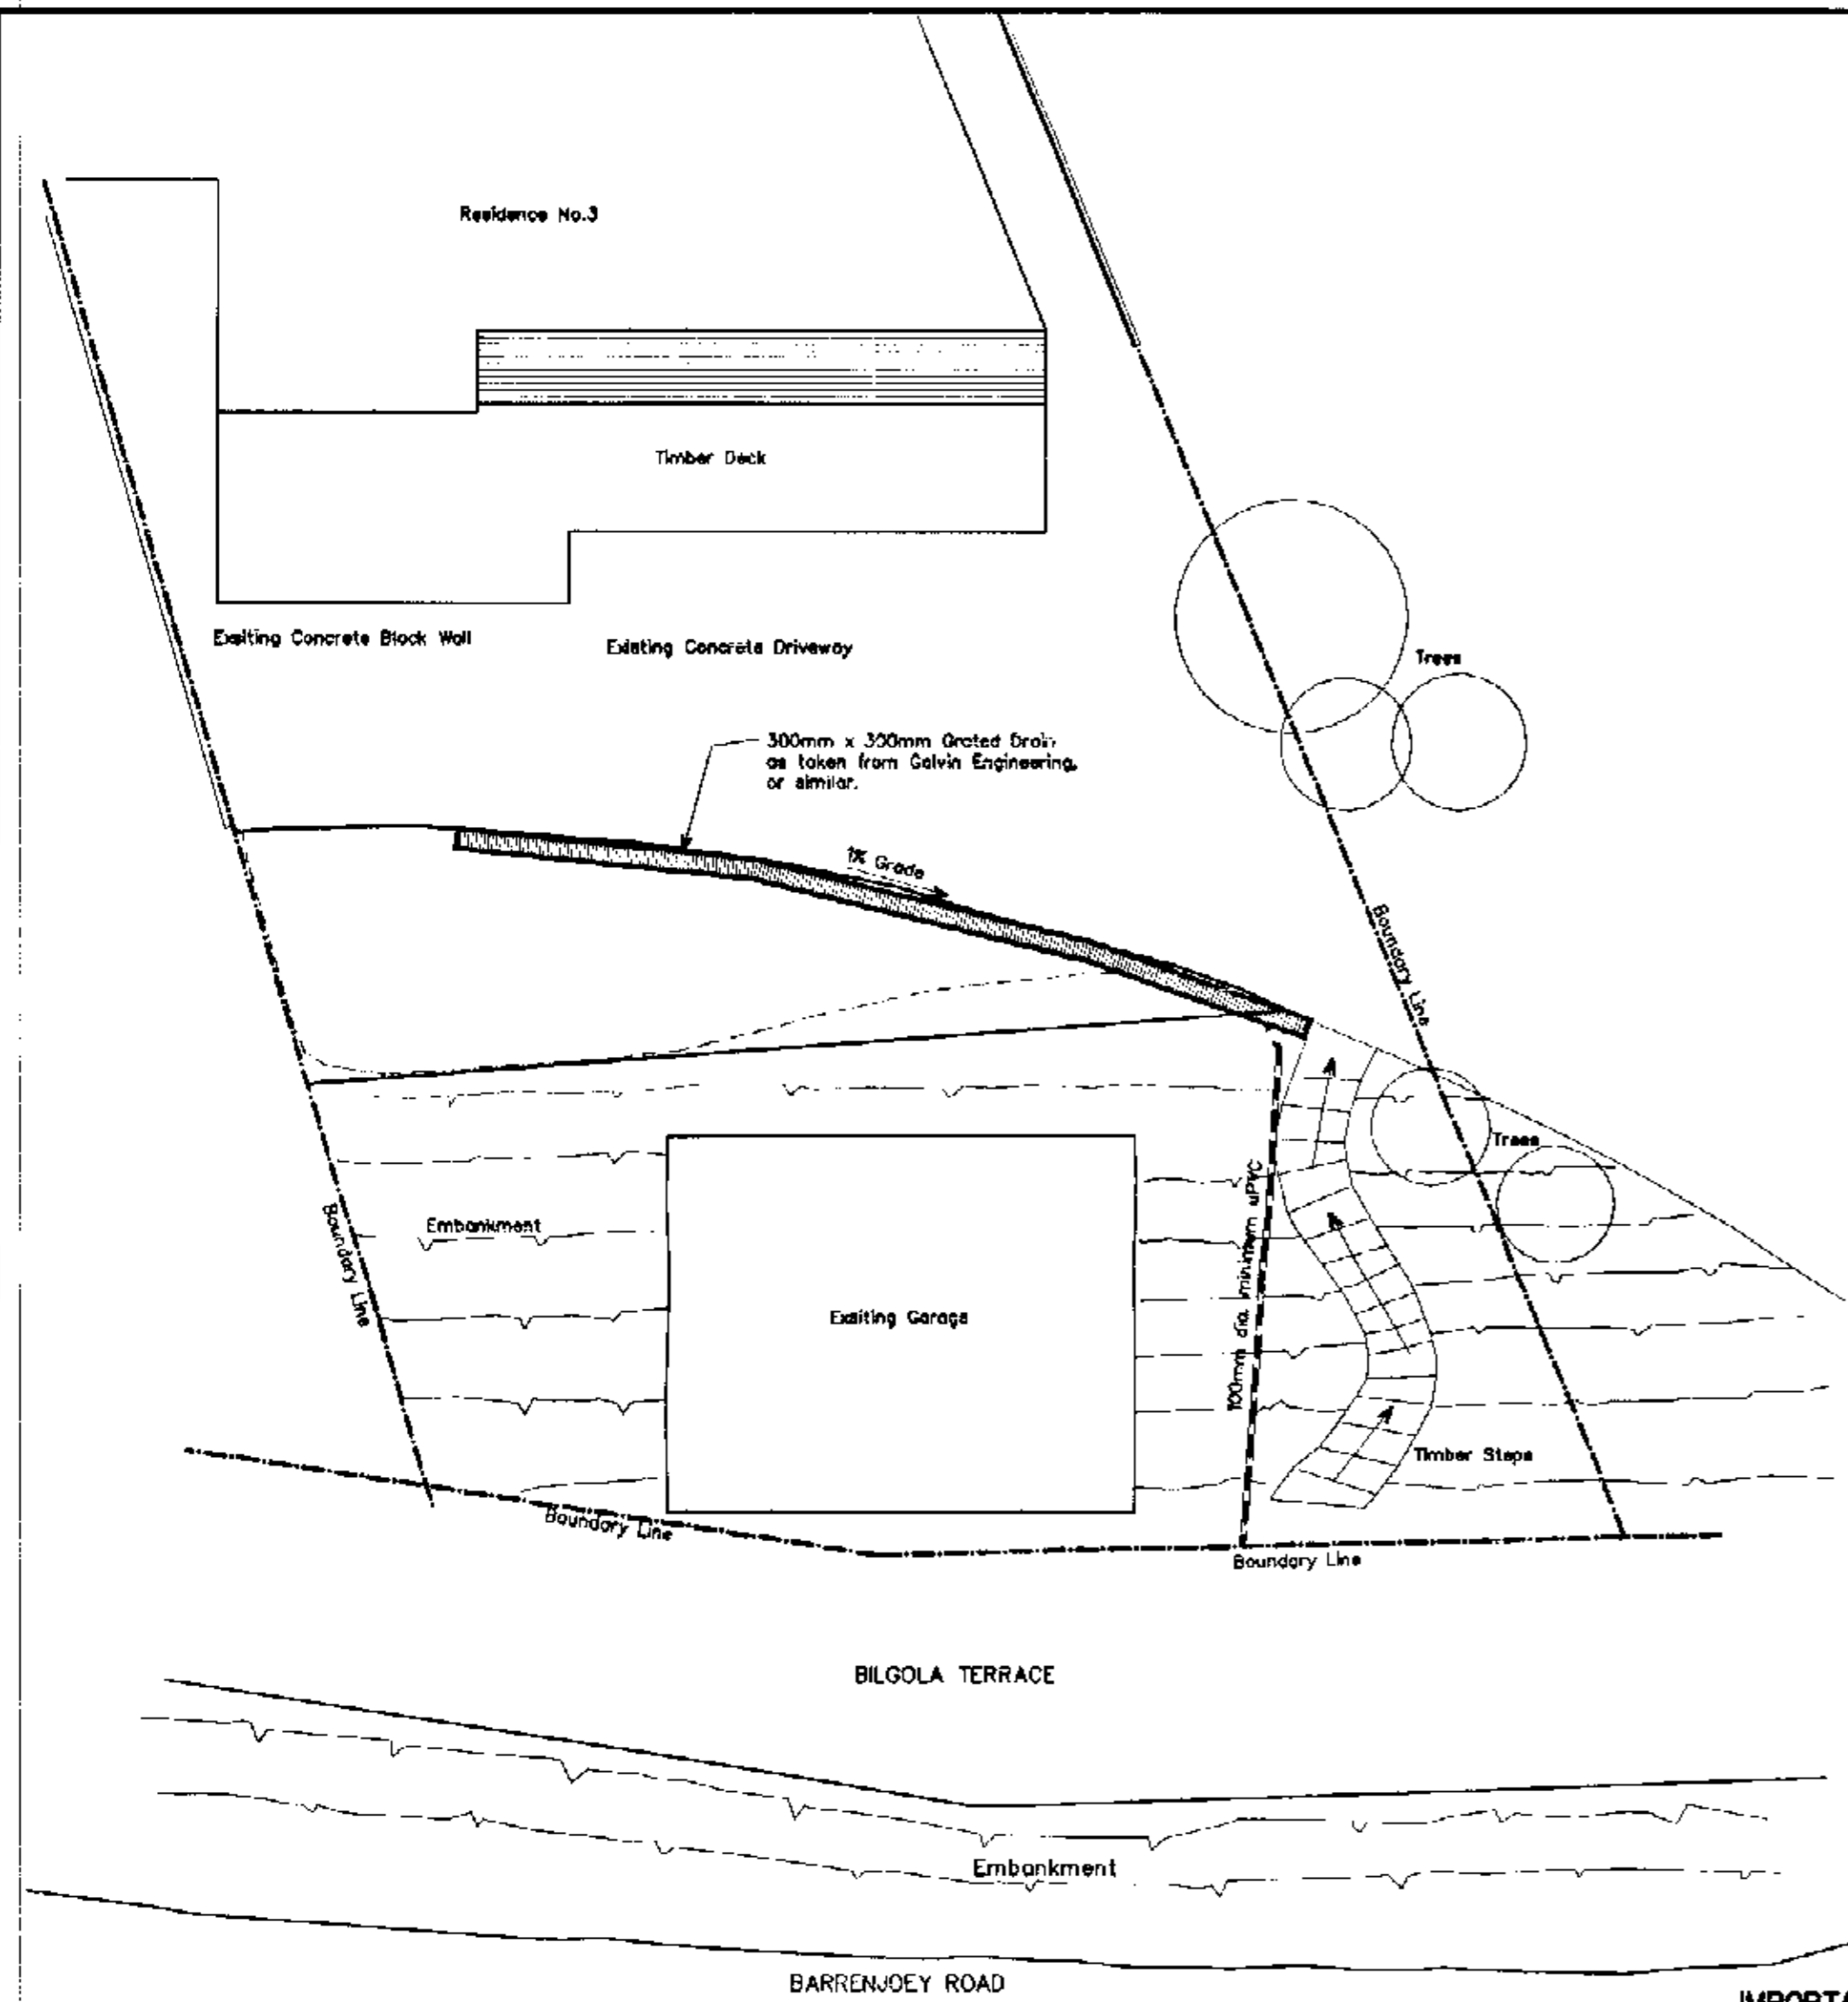 Residence No.3
Timber Deck
Exsiting Concrete Block Wall
Existing Concrete Driveway
Trees
300mm x 300mm Grated Drain
as taken from Galvin Engineering,
or similar.
1% Grade
Boundary Line
Trees
Boundary Line
Embankment
100mm dia. minimum uPVC
Exsiting Garage
Timber Steps
Boundary Line
Boundary Line
BILGOLA TERRACE
Embankment
BARRENJOEY ROAD